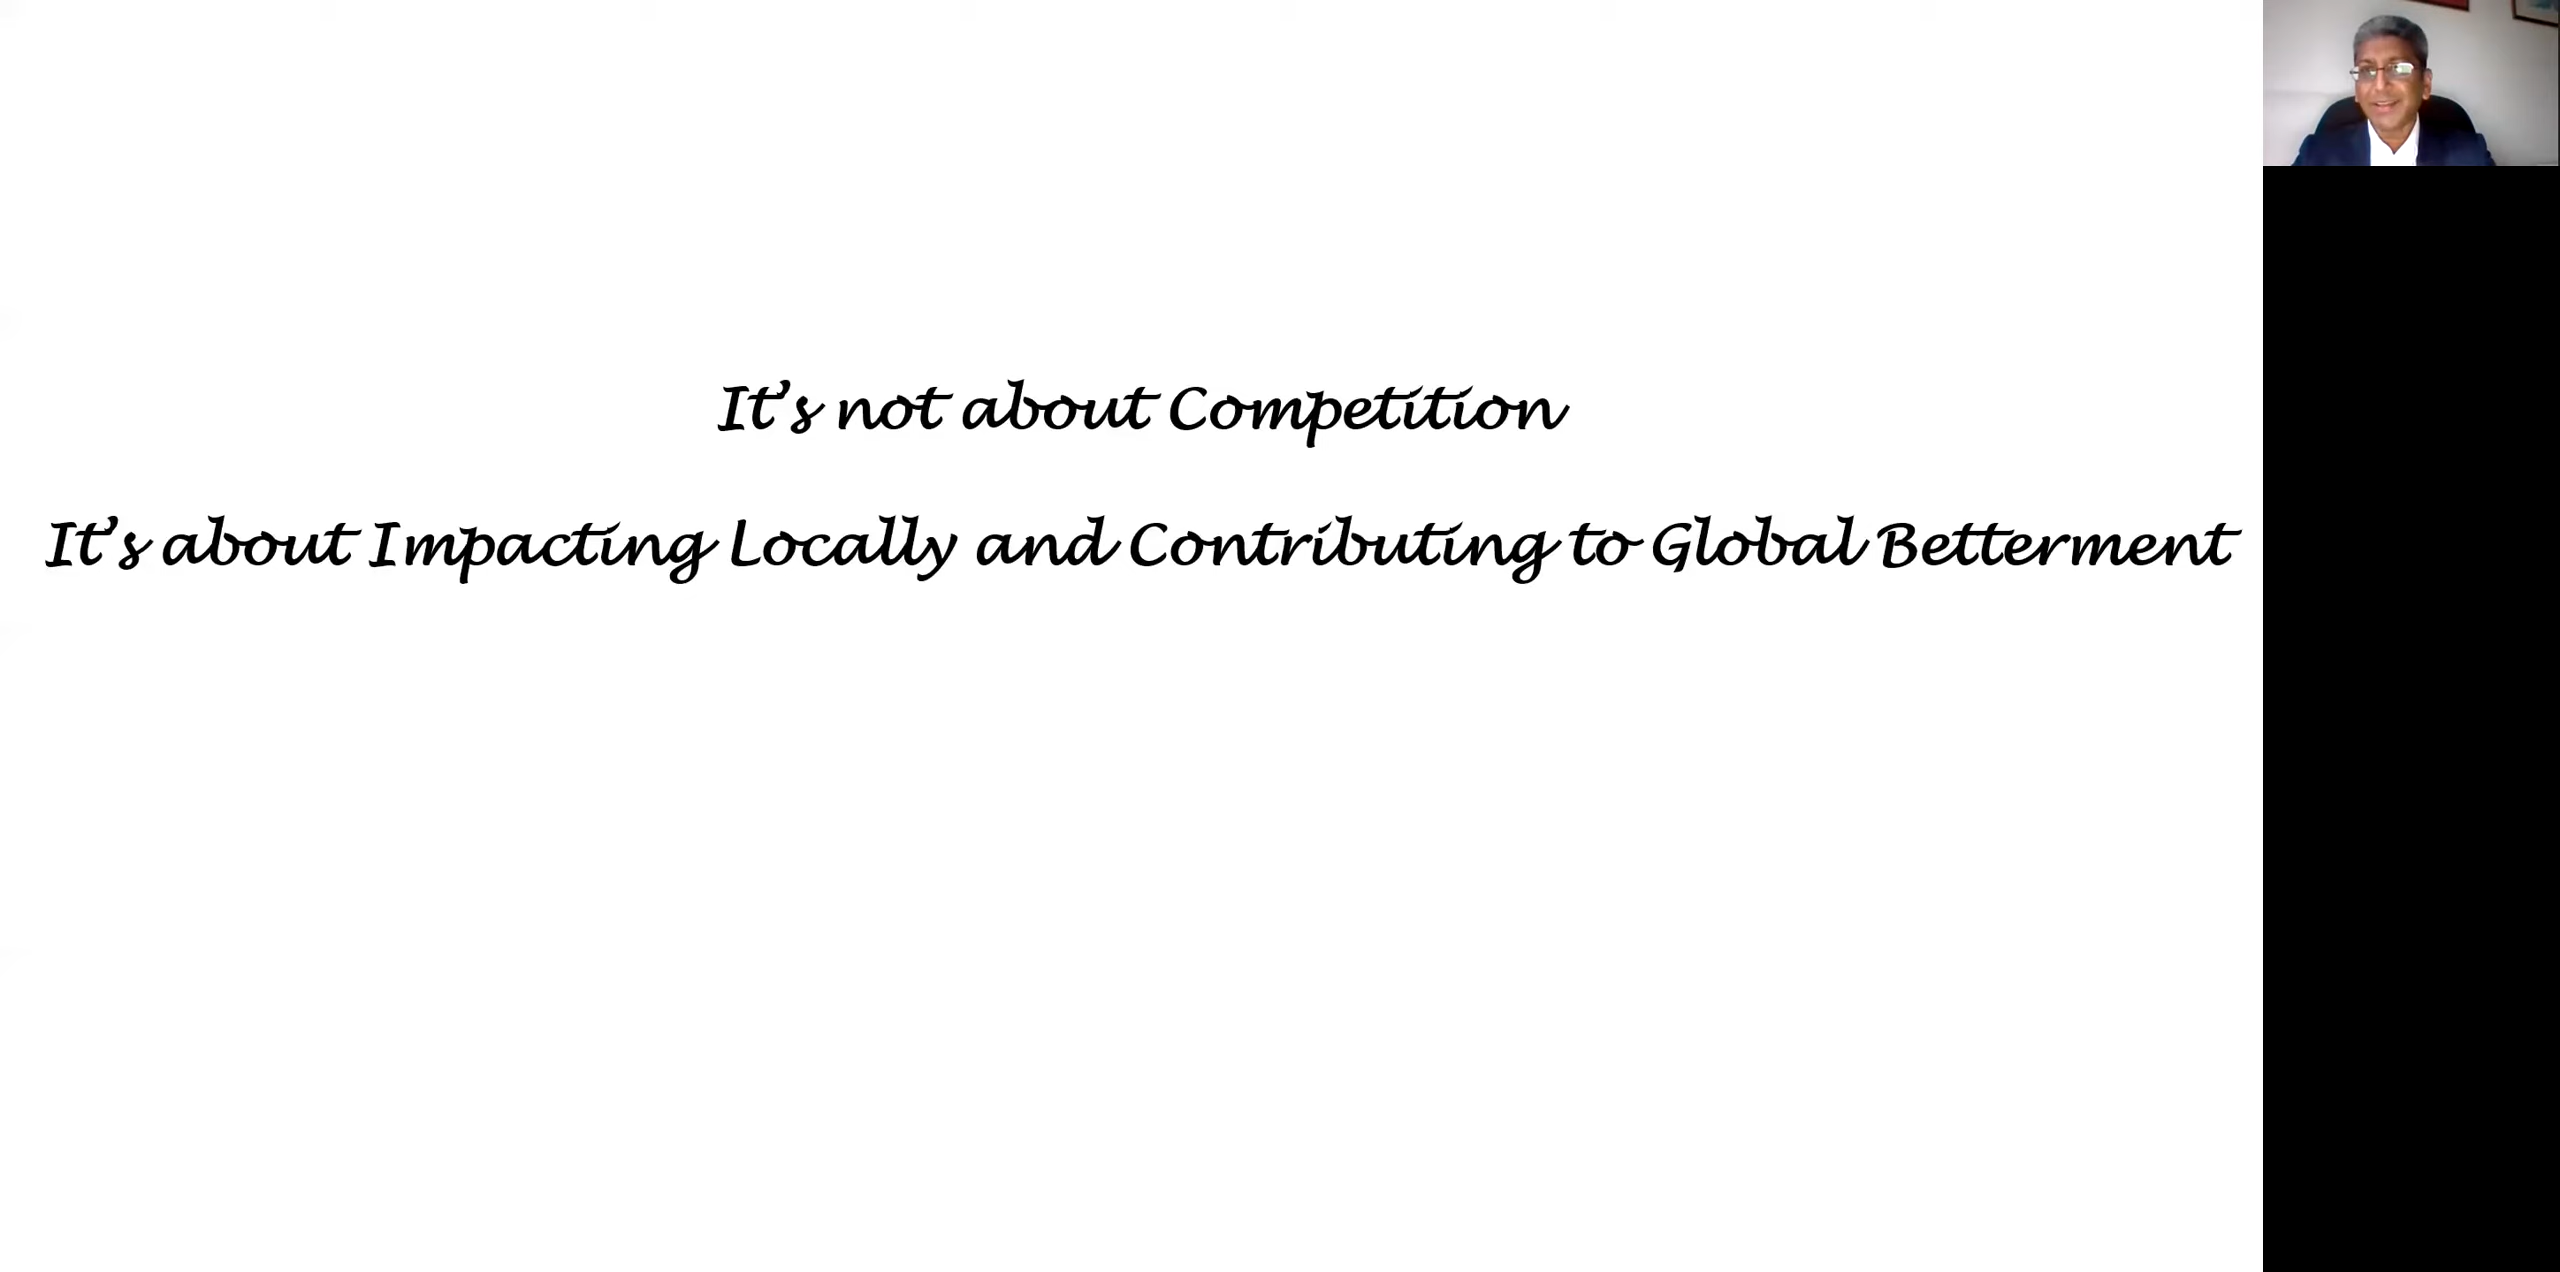 It's not about Competition
It's about Impacting Locally and Contributing to Global Betterment